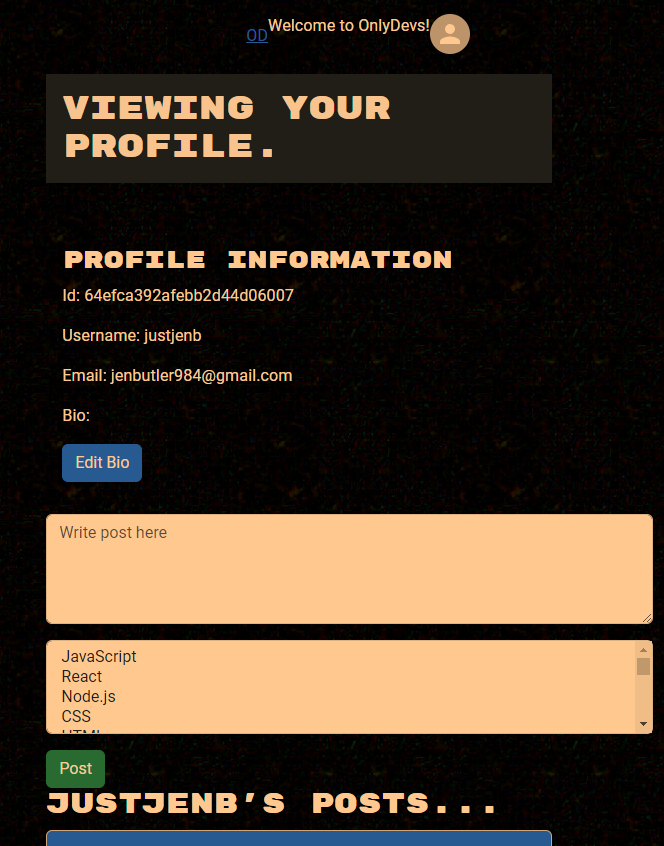 OD Welcome to OnlyDevs!
VIEWING YOUR
PROFILE.
PROFILE INFORMATION
Id: 64efca392afebb2d44d06007
Username: justjenb
Email: jenbutler984@gmail.com
Bio:
Edit Bio
Write post here
JavaScript
React
Node.js
CSS
HTML
Post
JUSTJENB'S POSTS...